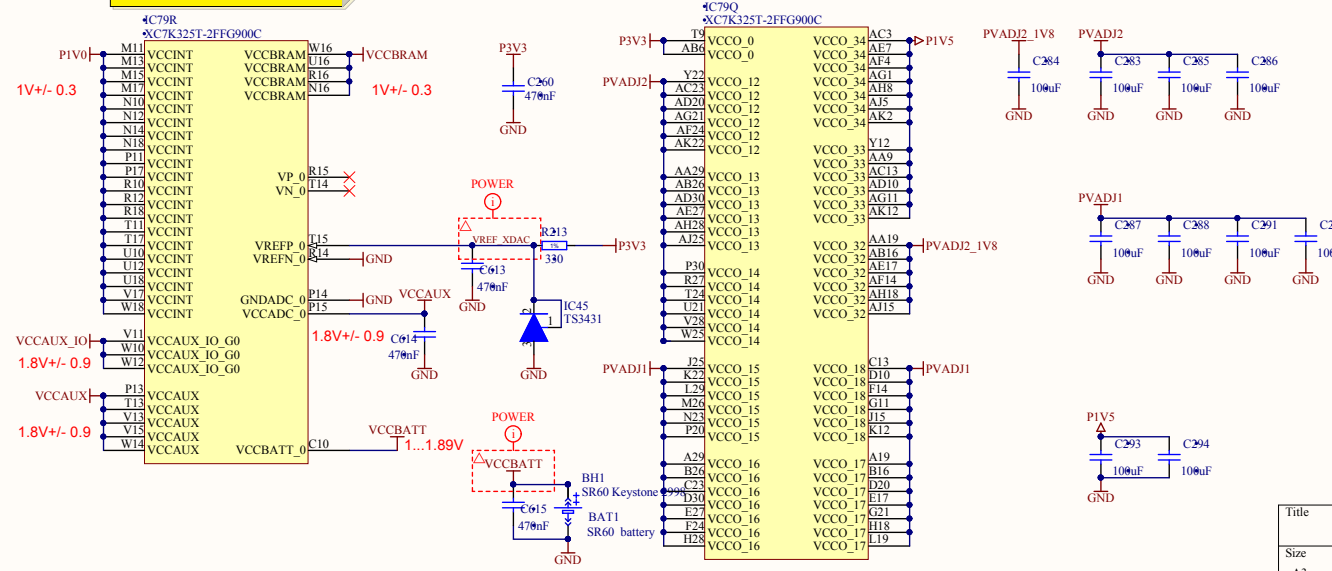 IC79R
XC7K325T-2FFG900C
P1V0
1V+/- 0.3
M11 VCCINT
M13 VCCINT
M15 VCCINT
M17 VCCINT
N10 VCCINT
N12 VCCINT
N14 VCCINT
N18 VCCINT
P11 VCCINT
P17 VCCINT
R10 VCCINT
R12 VCCINT
R18 VCCINT
T11 VCCINT
T17 VCCINT
U10 VCCINT
U12 VCCINT
U18 VCCINT
V17 VCCINT
W18 VCCINT
VCCAUX_IO
1.8V+/- 0.9
V11 VCCAUX_IO_G0
W10 VCCAUX_IO_G0
W12 VCCAUX_IO_G0
VCCAUX
1.8V+/- 0.9
P13 VCCAUX
T13 VCCAUX
V13 VCCAUX
V15 VCCAUX
W14 VCCAUX
VCCBRAM W16
VCCBRAM U16
VCCBRAM R16
VCCBRAM N16
VCCBRAM
1V+/- 0.3
VP_0 R15
VN_0 T14
VREFP_0 T15
VREFN_0 R14
GND
GNDADC_0 P14
GND
VCCADC_0 P15
VCCAUX
1.8V+/- 0.9
C614
470nF
GND
VCCBATT_0 C10
VCCBATT
1...1.89V
P3V3
C260
470nF
GND
POWER
i
VREF_XDAC
R213
1%
330
P3V3
C613
470nF
GND
IC45
TS3431
1
2
3
GND
POWER
i
VCCBATT
C615
470nF
BH1
SR60 Keystone 2998
BAT1
SR60 battery
GND
IC79Q
XC7K325T-2FFG900C
P3V3
T9 VCCO_0
AB6 VCCO_0
PVADJ2
Y22 VCCO_12
AC23 VCCO_12
AD20 VCCO_12
AG21 VCCO_12
AF24 VCCO_12
AK22 VCCO_12
AA29 VCCO_13
AB26 VCCO_13
AD30 VCCO_13
AE27 VCCO_13
AH28 VCCO_13
AJ25 VCCO_13
P30 VCCO_14
R27 VCCO_14
T24 VCCO_14
U21 VCCO_14
V28 VCCO_14
W25 VCCO_14
PVADJ1
J25 VCCO_15
K22 VCCO_15
L29 VCCO_15
M26 VCCO_15
N23 VCCO_15
P20 VCCO_15
A29 VCCO_16
B26 VCCO_16
C23 VCCO_16
D30 VCCO_16
E27 VCCO_16
F24 VCCO_16
H28 VCCO_16
VCCO_34 AC3
P1V5
VCCO_34 AE7
VCCO_34 AF4
VCCO_34 AG1
VCCO_34 AH8
VCCO_34 AJ5
VCCO_34 AK2
VCCO_33 Y12
VCCO_33 AA9
VCCO_33 AC13
VCCO_33 AD10
VCCO_33 AG11
VCCO_33 AK12
VCCO_32 AA19
PVADJ2_1V8
VCCO_32 AB16
VCCO_32 AE17
VCCO_32 AF14
VCCO_32 AH18
VCCO_32 AJ15
VCCO_18 C13
PVADJ1
VCCO_18 D10
VCCO_18 F14
VCCO_18 G11
VCCO_18 J15
VCCO_18 K12
VCCO_17 A19
VCCO_17 B16
VCCO_17 D20
VCCO_17 E17
VCCO_17 G21
VCCO_17 H18
VCCO_17 L19
PVADJ2_1V8
C284
100uF
GND
PVADJ2
C283 C285 C286
100uF 100uF 100uF
GND GND GND
PVADJ1
C287 C288 C291
100uF 100uF 100uF
GND GND GND GND
P1V5
C293 C294
100uF 100uF
GND
Title
Size